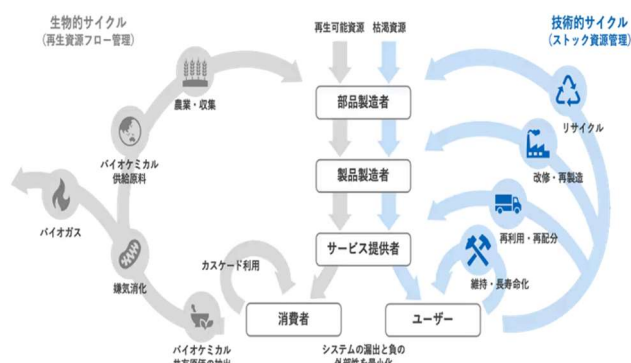 生物的サイクル
（再生資源フロー管理）
再生可能資源 枯渇資源
技術的サイクル
（ストック資源管理）
農業・収集
部品製造者
リサイクル
バイオケミカル
供給原料
製品製造者
改修・再製造
バイオガス
サービス提供者
再利用・再配分
カスケード利用
嫌気消化
維持・長寿命化
消費者
ユーザー
バイオケミカル
システムの漏出と負の